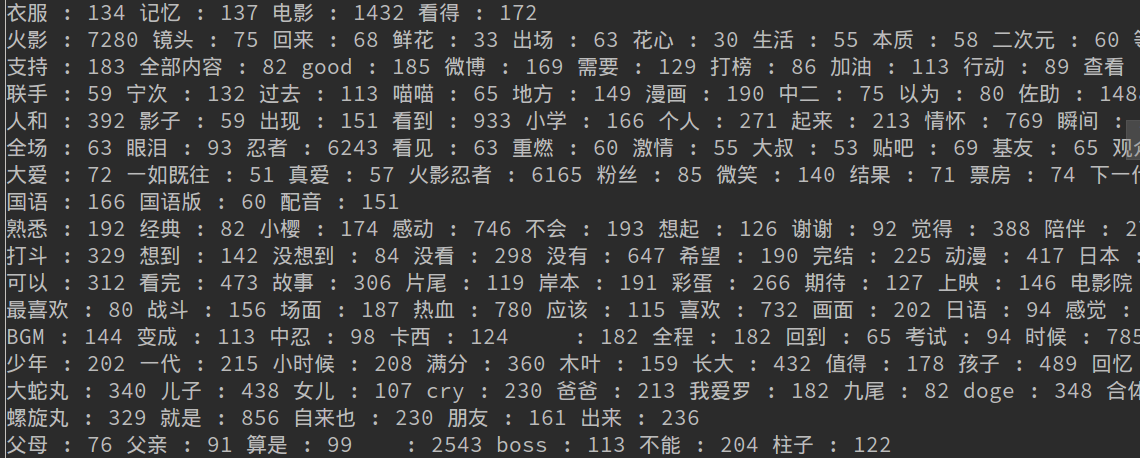 衣服 : 134 记忆 : 137 电影 : 1432 看得 : 172
火影 : 7280 镜头 : 75 回来 : 68 鲜花 : 33 出场 : 63 花心 : 30 生活 : 55 本质 : 58 二次元 : 60
支持 : 183 全部内容 : 82 good : 185 微博 : 169 需要 : 129 打榜 : 86 加油 : 113 行动 : 89 查看
联手 : 59 宁次 : 132 过去 : 113 喵喵 : 65 地方 : 149 漫画 : 190 中二 : 75 以为 : 80 佐助 : 148
人和 : 392 影子 : 59 出现 : 151 看到 : 933 小学 : 166 个人 : 271 起来 : 213 情怀 : 769 瞬间 :
全场 : 63 眼泪 : 93 忍者 : 6243 看见 : 63 重燃 : 60 激情 : 55 大叔 : 53 贴吧 : 69 基友 : 65 观
大爱 : 72 一如既往 : 51 真爱 : 57 火影忍者 : 6165 粉丝 : 85 微笑 : 140 结果 : 71 票房 : 74 下一
国语 : 166 国语版 : 60 配音 : 151
熟悉 : 192 经典 : 82 小樱 : 174 感动 : 746 不会 : 193 想起 : 126 谢谢 : 92 觉得 : 388 陪伴 : 2
打斗 : 329 想到 : 142 没想到 : 84 没看 : 298 没有 : 647 希望 : 190 完结 : 225 动漫 : 417 日本 :
可以 : 312 看完 : 473 故事 : 306 片尾 : 119 岸本 : 191 彩蛋 : 266 期待 : 127 上映 : 146 电影院
最喜欢 : 80 战斗 : 156 场面 : 187 热血 : 780 应该 : 115 喜欢 : 732 画面 : 202 日语 : 94 感觉 :
BGM : 144 变成 : 113 中忍 : 98 卡西 : 124 : 182 全程 : 182 回到 : 65 考试 : 94 时候 : 785
少年 : 202 一代 : 215 小时候 : 208 满分 : 360 木叶 : 159 长大 : 432 值得 : 178 孩子 : 489 回忆
大蛇丸 : 340 儿子 : 438 女儿 : 107 cry : 230 爸爸 : 213 我爱罗 : 182 九尾 : 82 doge : 348 合体
螺旋丸 : 329 就是 : 856 自来也 : 230 朋友 : 161 出来 : 236
父母 : 76 父亲 : 91 算是 : 99 : 2543 boss : 113 不能 : 204 柱子 : 122